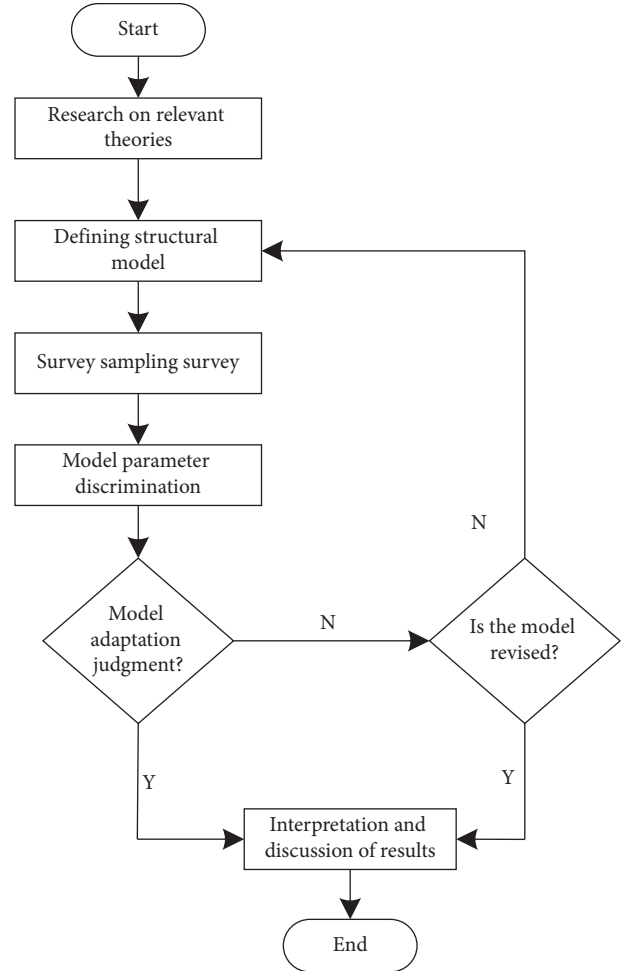 Start
Research on relevant
theories
Defining structural
model
Survey sampling survey
Model parameter
discrimination
N
Model
adaptation
judgment?
N
Is the model
revised?
Y
Y
Interpretation and
discussion of results
End